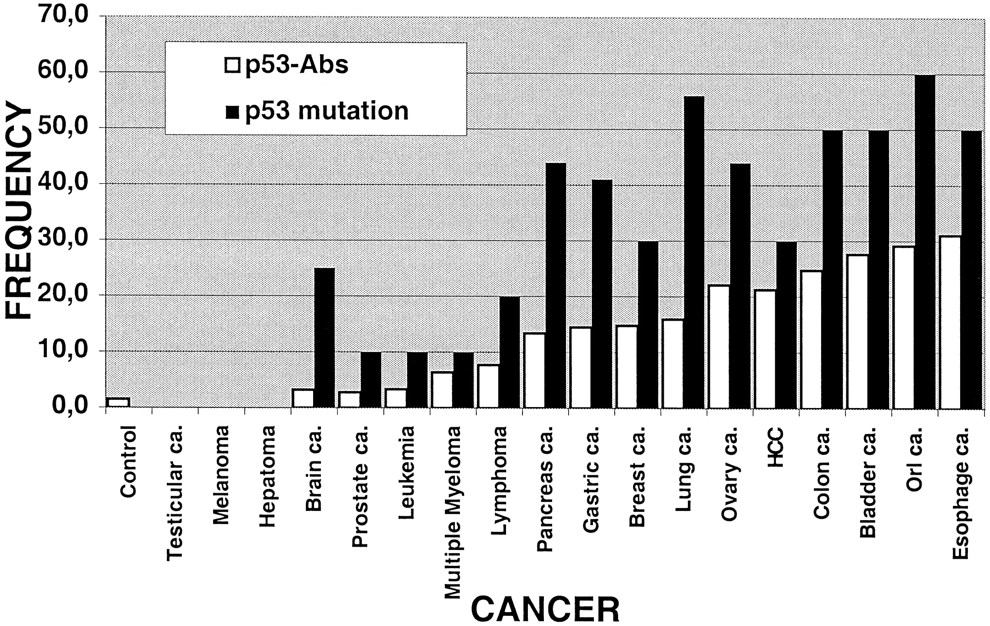 70,0
60,0
50,0
40,0
30,0
20,0
10,0
0,0
FREQUENCY
p53-Abs
p53 mutation
Control
Testicular ca.
Melanoma
Hepatoma
Brain ca.
Prostate ca.
Leukemia
Multiple Myeloma
Lymphoma
Pancreas ca.
Gastric ca.
Breast ca.
Lung ca.
Ovary ca.
HCC
Colon ca.
Bladder ca.
Orl ca.
Esophage ca.
CANCER